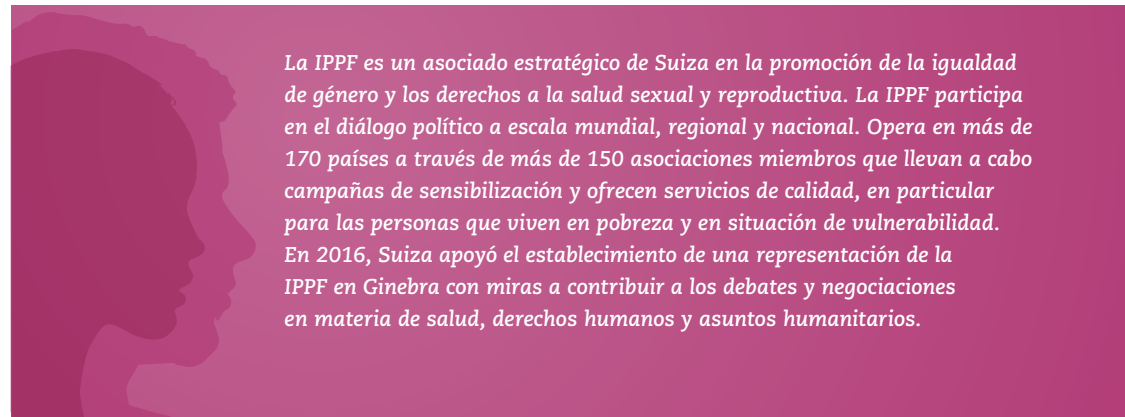 La IPPF es un asociado estratégico de Suiza en la promoción de la igualdad
de género y los derechos a la salud sexual y reproductiva. La IPPF participa
en el diálogo político a escala mundial, regional y nacional. Opera en más de
170 países a través de más de 150 asociaciones miembros que llevan a cabo
campañas de sensibilización y ofrecen servicios de calidad, en particular
para las personas que viven en pobreza y en situación de vulnerabilidad.
En 2016, Suiza apoyó el establecimiento de una representación de la
IPPF en Ginebra con miras a contribuir a los debates y negociaciones
en materia de salud, derechos humanos y asuntos humanitarios.